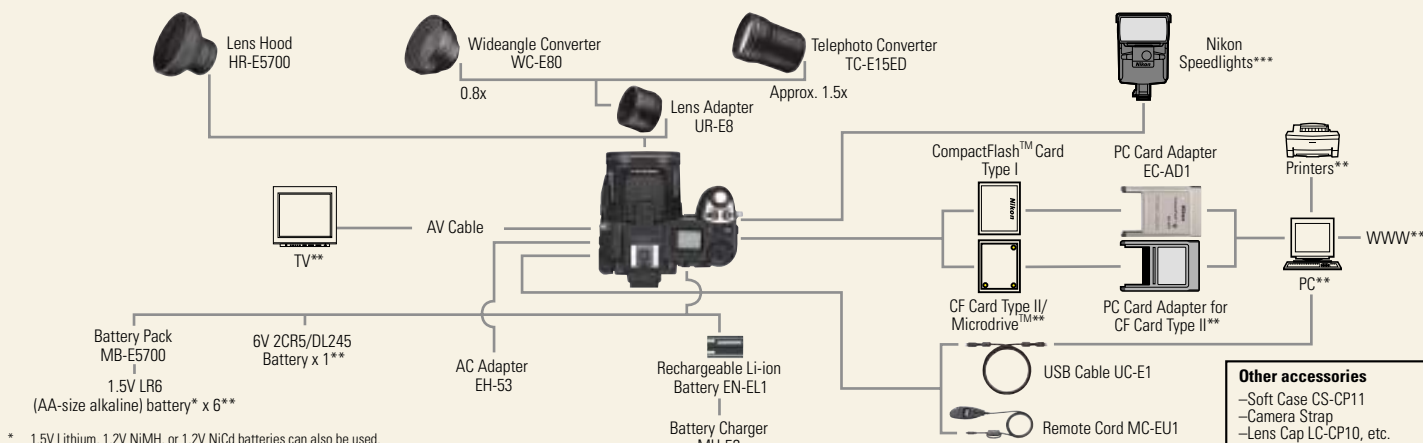 Lens Hood
HR-E5700
Wideangle Converter
WC-E80
0.8x
Telephoto Converter
TC-E15ED
Approx. 1.5x
Lens Adapter
UR-E8
Nikon
Speedlights***
CompactFlash™ Card
Type I
Nikon
PC Card Adapter
EC-AD1
Printers**
AV Cable
TV**
WWW**
PC**
CF Card Type II/
Microdrive™**
PC Card Adapter for
CF Card Type II**
Battery Pack
MB-E5700
1.5V LR6
(AA-size alkaline) battery* x 6**
6V 2CR5/DL245
Battery x 1**
AC Adapter
EH-53
Rechargeable Li-ion
Battery EN-EL1
Battery Charger
USB Cable UC-E1
Remote Cord MC-EU1
Other accessories
–Soft Case CS-CP11
–Camera Strap
–Lens Cap LC-CP10, etc.
* 1.5V Lithium, 1.2V NiMH, or 1.2V NiCd batteries can also be used.